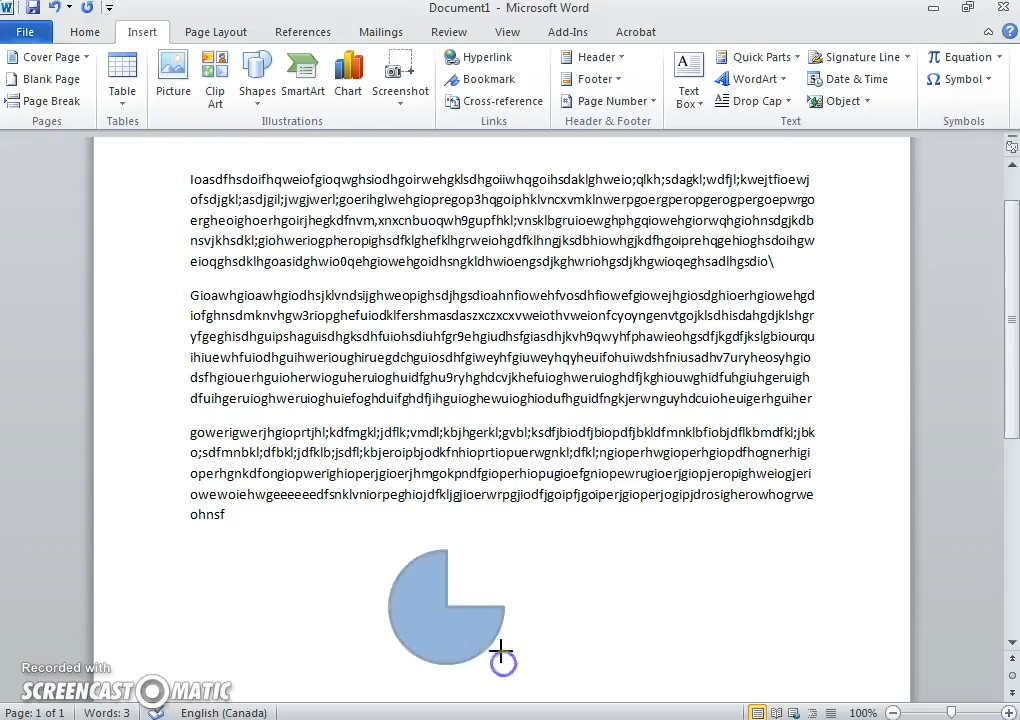 Document1 - Microsoft Word
File Home Insert Page Layout References Mailings Review View Add-Ins Acrobat
Cover Page
Blank Page
Page Break
Pages
Table
Tables
Picture
Clip Art
Shapes
SmartArt
Chart
Screenshot
Illustrations
Hyperlink
Bookmark
Cross-reference
Links
Header
Footer
Page Number
Header & Footer
Text Box
Quick Parts
WordArt
Drop Cap
Signature Line
Date & Time
Object
Text
Equation
Symbol
Symbols
Ioasdfhsdoifhqweiofgioqwghsiodhgoirwehgklsdhgoiiwhqgoihsdaklghweio;qlkh;sdagkl;wdfjl;kwejtfioewj
ofsdjgkl;asdjgil;jwgjwerl;goerihglwehgiopregop3hqgoiphklvncxvmklnwerpgoergperopgerogpergoepwrgo
ergheoighoerhgoirjhegkdfnvm,xnxcnbuoqwh9gupfhkl;vnsklbgruioewghphgqiowehgiorwqhgiohnsdgjkdb
nsvjkhsdkl;giohweriogpheropighsdfklghefklhgrweiohgdfklhngjksdbhiowhgjkdfhgoiprehqgehioghsdoihgw
eioqghsdklhgoasidghwio0qehgiowehgoidhsngkldhwioengsdjkghwriohgsdjkhgwioqeghsadlhgsdio\
Gioawhgioawhgiodhsjklvndsijghweopighsdjhgsdioahnfiowehfvosdhfiowefgiowejhgiosdghioerhgiowehgd
iofghnsdmknvhgw3riopghefuiodklfershmasdaszxczxcxvweiothvweionfcyoyngenvtgojklsdhisdahgdjklshgr
yfgeghisdhguipshaguisdhgksdhfuiohsdiuhfgr9ehgiudhsfgiasdhjkvh9qwyhfphawieohgsdfjkgdfjkslgbiourqu
ihiuewhfuiodhguihwerioughiruegdchguiosdhfgiweyhfgiuweyhqyheuifohuiwdshfniusadhv7uryheosyhgio
dsfhgiouerhguioherwioguheruioghuidfghu9ryhghdcvjkhefuioghweruioghdfjkghiouwghidfuhgiuhgeruigh
dfuihgeruioghweruioghuiefoghduifghdfjihguioghewuioghiodufhguidfngkjerwnguyhdcuioheuigerhguiher
gowerigwerjhgioprtjhl;kdfmgkl;jdflk;vmdl;kbjhgerkl;gvbl;ksdfjbiodfjbiopdfjbkldfmnklbfiobjdflkbmdfkl;jbk
o;sdfmnbkl;dfbkl;jdfklb;jsdfl;kbjeroipbjodkfnhioprtiopuerwgnkl;dfkl;ngioperhwgioperhgiopdfhognerhigi
operhgnkdfongiopwerighioperjgioerjhmgokpndfgioperhiopugioefgniopewrugioerjgiopjeropighweiogjeri
owewoiehwgeeeeeedfsnklvniorpeghiojdfkljgjioerwrpgjiodfjgoipfjgoiperjgioperjogipjdrosigherowhogrwe
ohnsf
Recorded with
SCREENCAST-O-MATIC
Page: 1 of 1 Words: 3 English (Canada) 100%